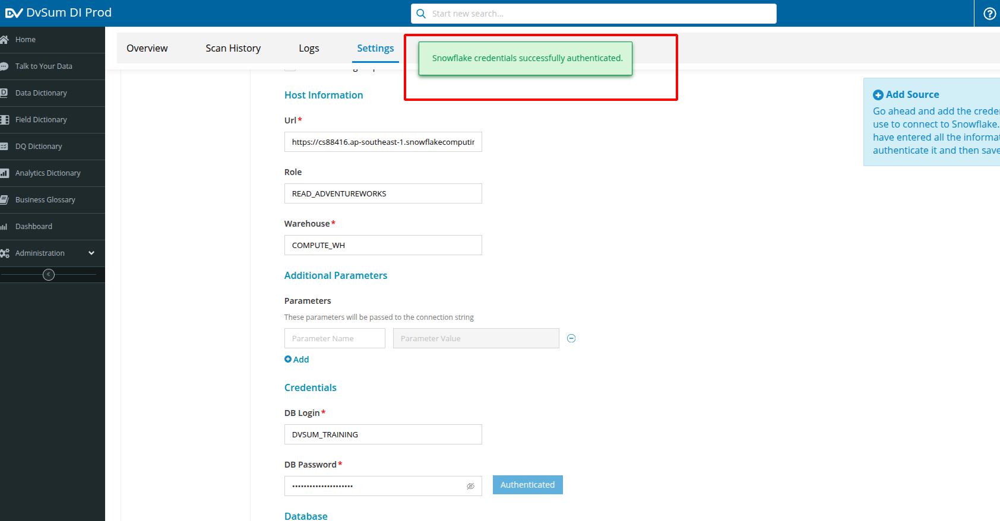 DV DvSum DI Prod
Start new search...
Home
Talk to Your Data
Data Dictionary
Field Dictionary
DQ Dictionary
Analytics Dictionary
Business Glossary
Dashboard
Administration
Overview
Scan History
Logs
Settings
Snowflake credentials successfully authenticated.
Host Information
Url*
https://cs88416.ap-southeast-1.snowflakecomputin
Role
READ_ADVENTUREWORKS
Warehouse*
COMPUTE_WH
Additional Parameters
Parameters
These parameters will be passed to the connection string
Parameter Name
Parameter Value
Add
Credentials
DB Login*
DVSUM_TRAINING
DB Password*
••••••••••••••••••••
Authenticated
Database
Add Source
Go ahead and add the crede
use to connect to Snowflake.
have entered all the informat
authenticate it and then save